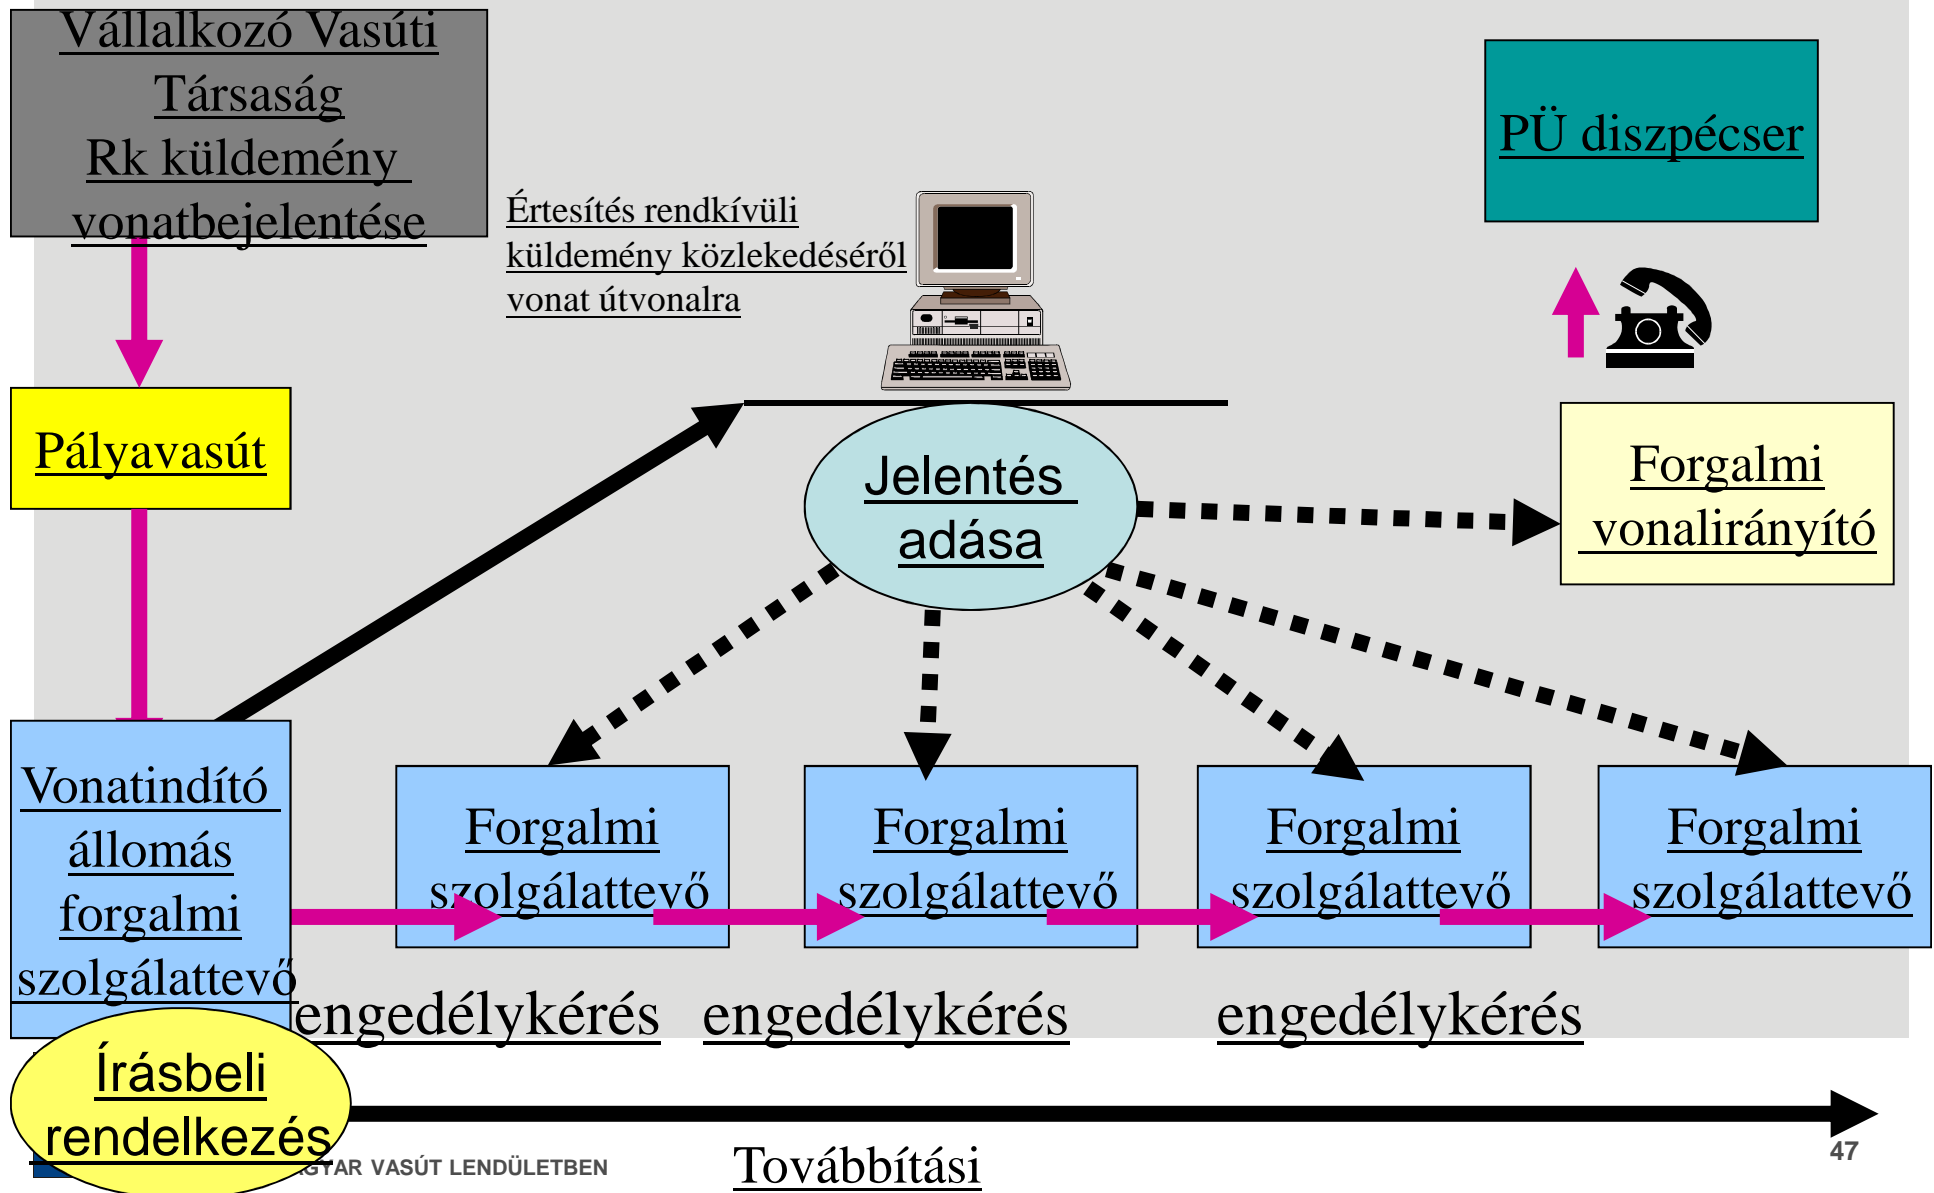 Vállalkozó Vasúti
Társaság
Rk küldemény
vonatbejelentése
PÜ diszpécser
Értesítés rendkívüli
küldemény közlekedéséről
vonat útvonalra
Pályavasút
Jelentés
adása
Forgalmi
vonalirányító
Vonatindító
állomás
forgalmi
szolgálattevő
Forgalmi
szolgálattevő
Forgalmi
szolgálattevő
Forgalmi
szolgálattevő
Forgalmi
szolgálattevő
engedélykérés
engedélykérés
engedélykérés
Írásbeli
rendelkezés
VASÚT LENDÜLETBEN
Továbbítási
47